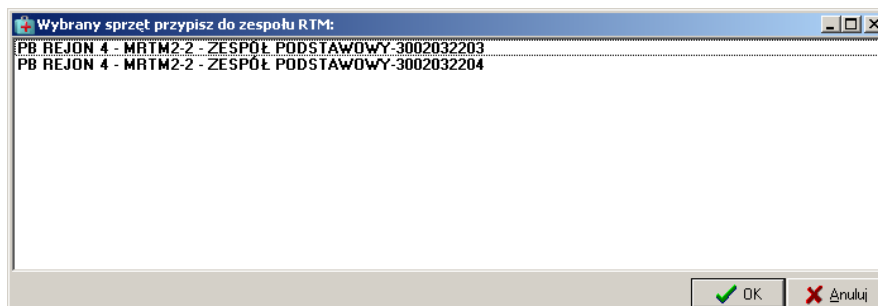 Wybrany sprzęt przypisz do zespołu RTM:
PB REJON 4 - MRTM2-2 - ZESPÓŁ PODSTAWOWY-3002032203
PB REJON 4 - MRTM2-2 - ZESPÓŁ PODSTAWOWY-3002032204
OK
Anuluj